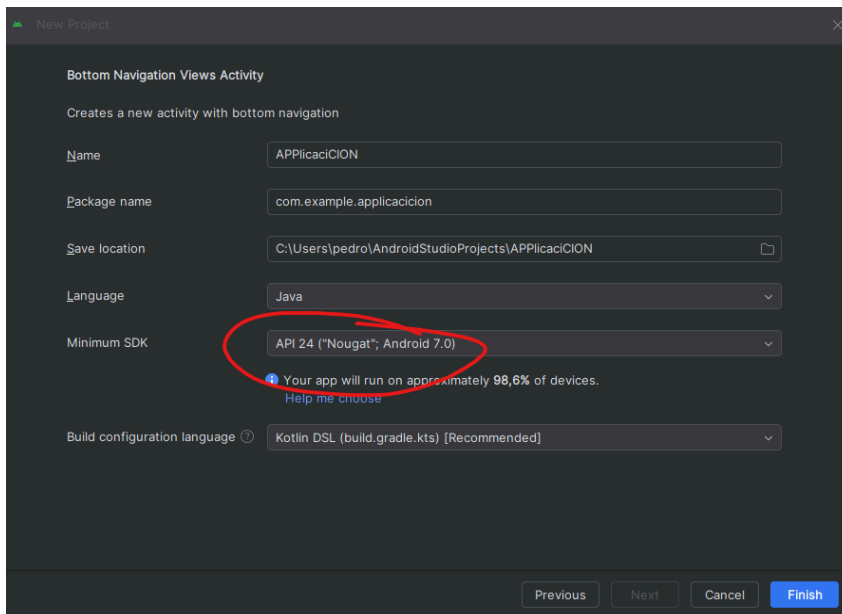 New Project
Bottom Navigation Views Activity
Creates a new activity with bottom navigation
Name APPlicaciCION
Package name com.example.applicacicion
Save location C:\Users\pedro\AndroidStudioProjects\APPlicaciCION
Language Java
Minimum SDK API 24 ("Nougat"; Android 7.0)
Your app will run on approximately 98,6% of devices.
Help me choose
Build configuration language Kotlin DSL (build.gradle.kts) [Recommended]
Previous Next Cancel Finish